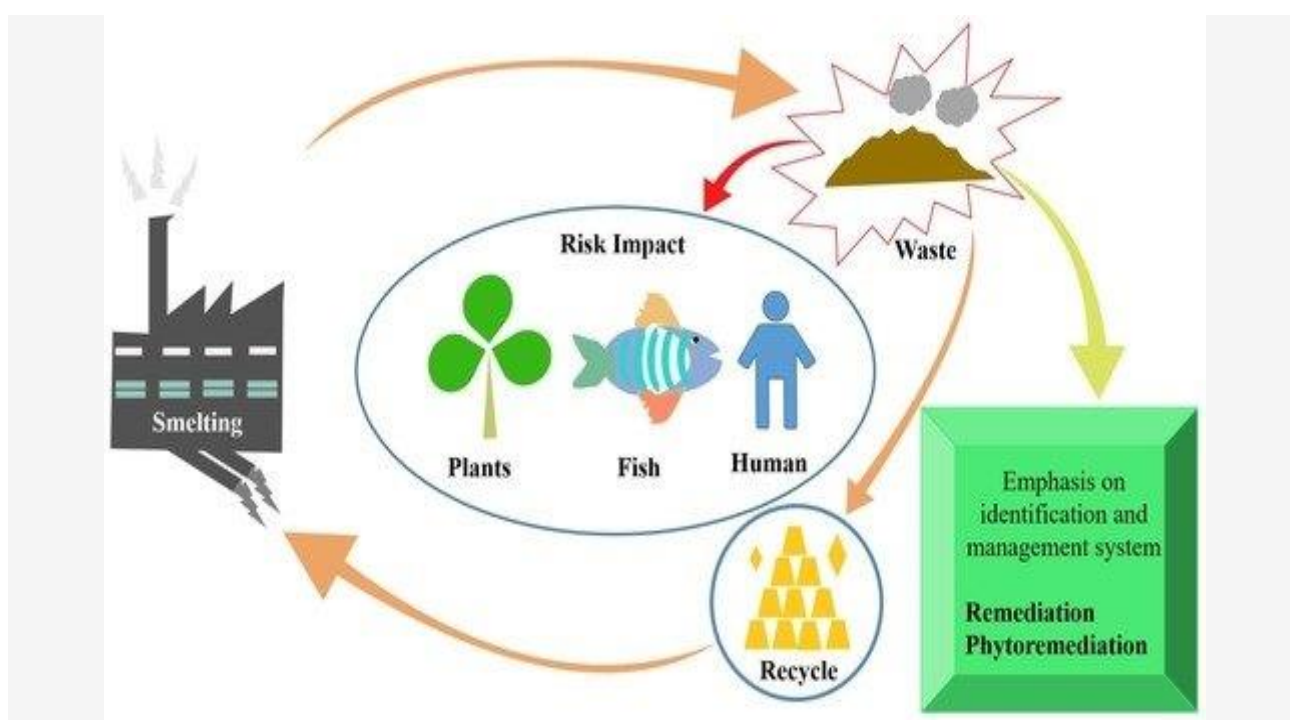 Risk Impact
Waste
Smelting
Plants
Fish
Human
Emphasis on
identification and
management system
Remediation
Phytoremediation
Recycle